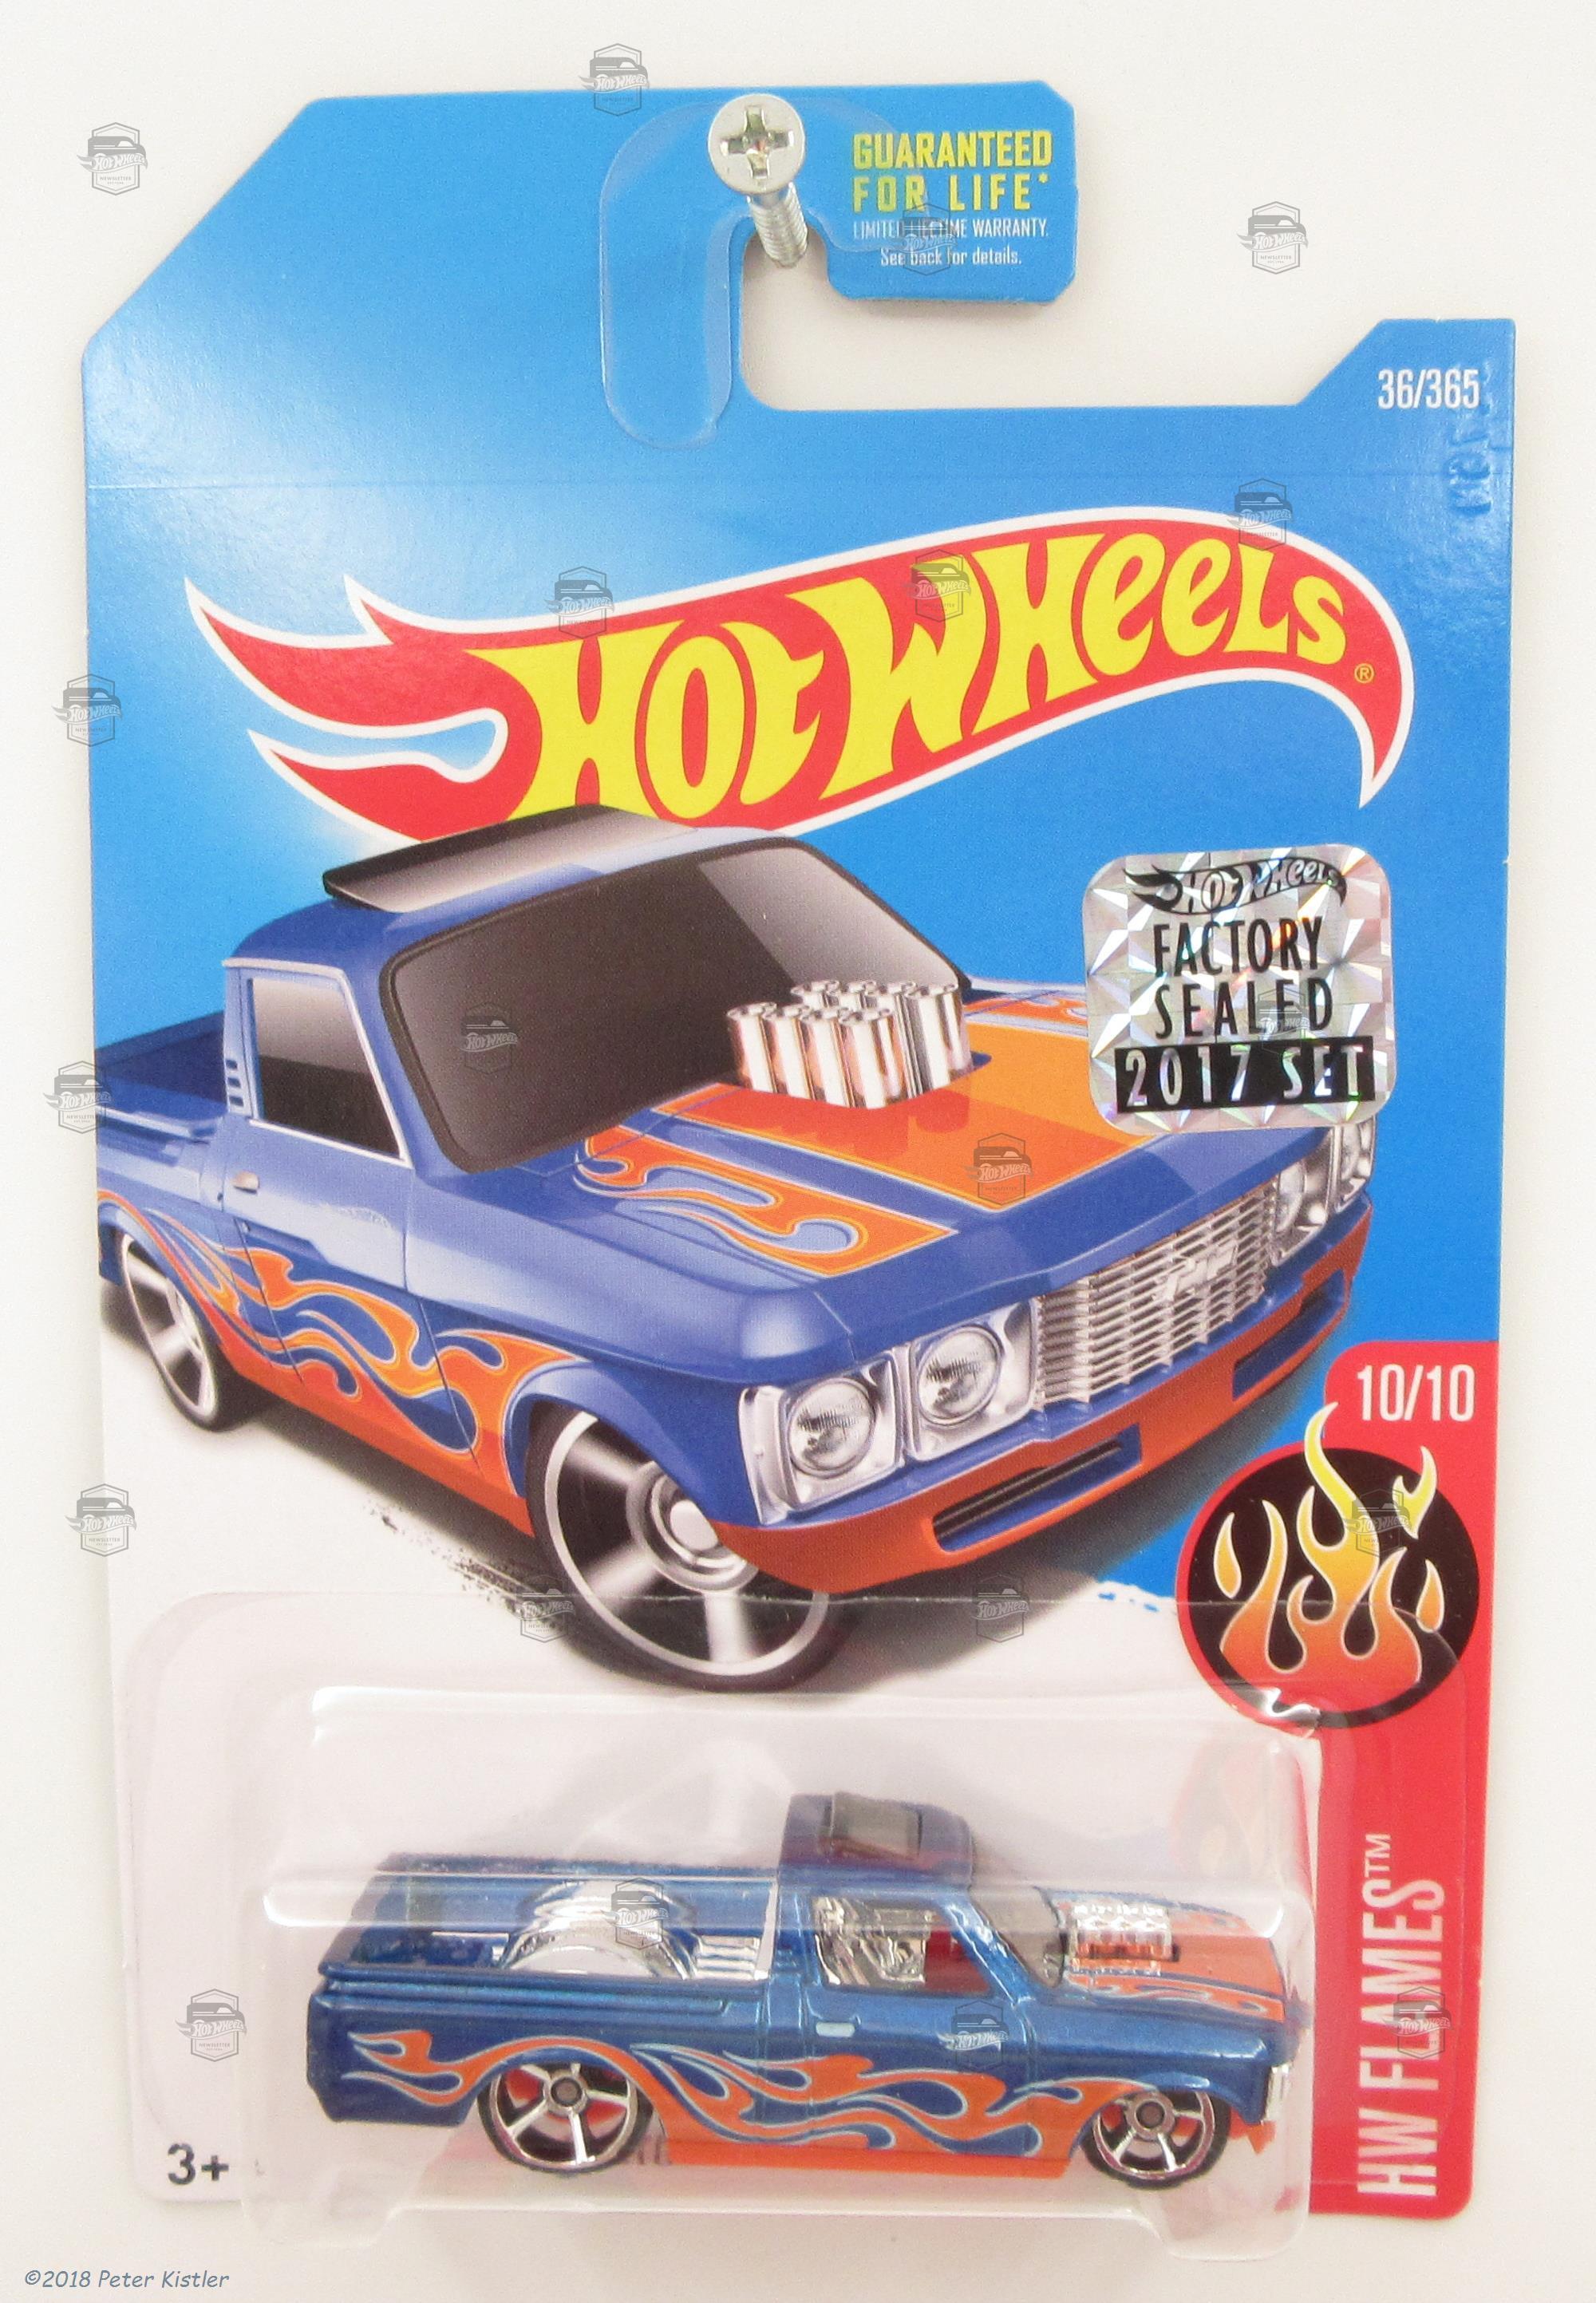 GUARANTEED
FOR LIFE*
LIMITED LIFETIME WARRANTY.
See back for details.
36/365
HOT WHEELS®
HOT WHEELS
FACTORY
SEALED
2017 SET
10/10
HW FLAMES™
3+
©2018 Peter Kistler